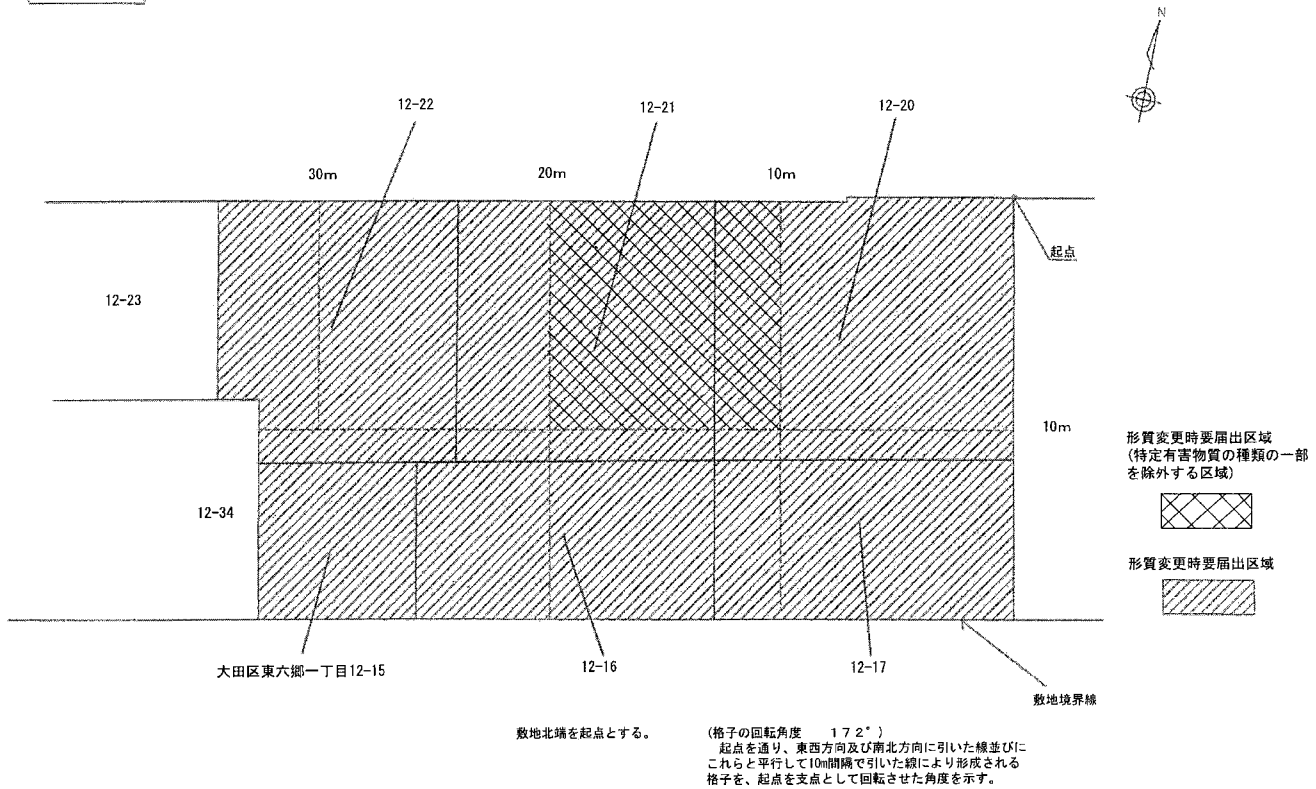 N
12-22
12-21
12-20
30m
20m
10m
起点
12-23
10m
形質変更時要届出区域
(特定有害物質の種類の一部
を除外する区域)
12-34
形質変更時要届出区域
大田区東六郷一丁目12-15
12-16
12-17
敷地境界線
敷地北端を起点とする。
(格子の回転角度 172°)
起点を通り、東西方向及び南北方向に引いた線並びに
これらと平行して10m間隔で引いた線により形成される
格子を、起点を支点として回転させた角度を示す。